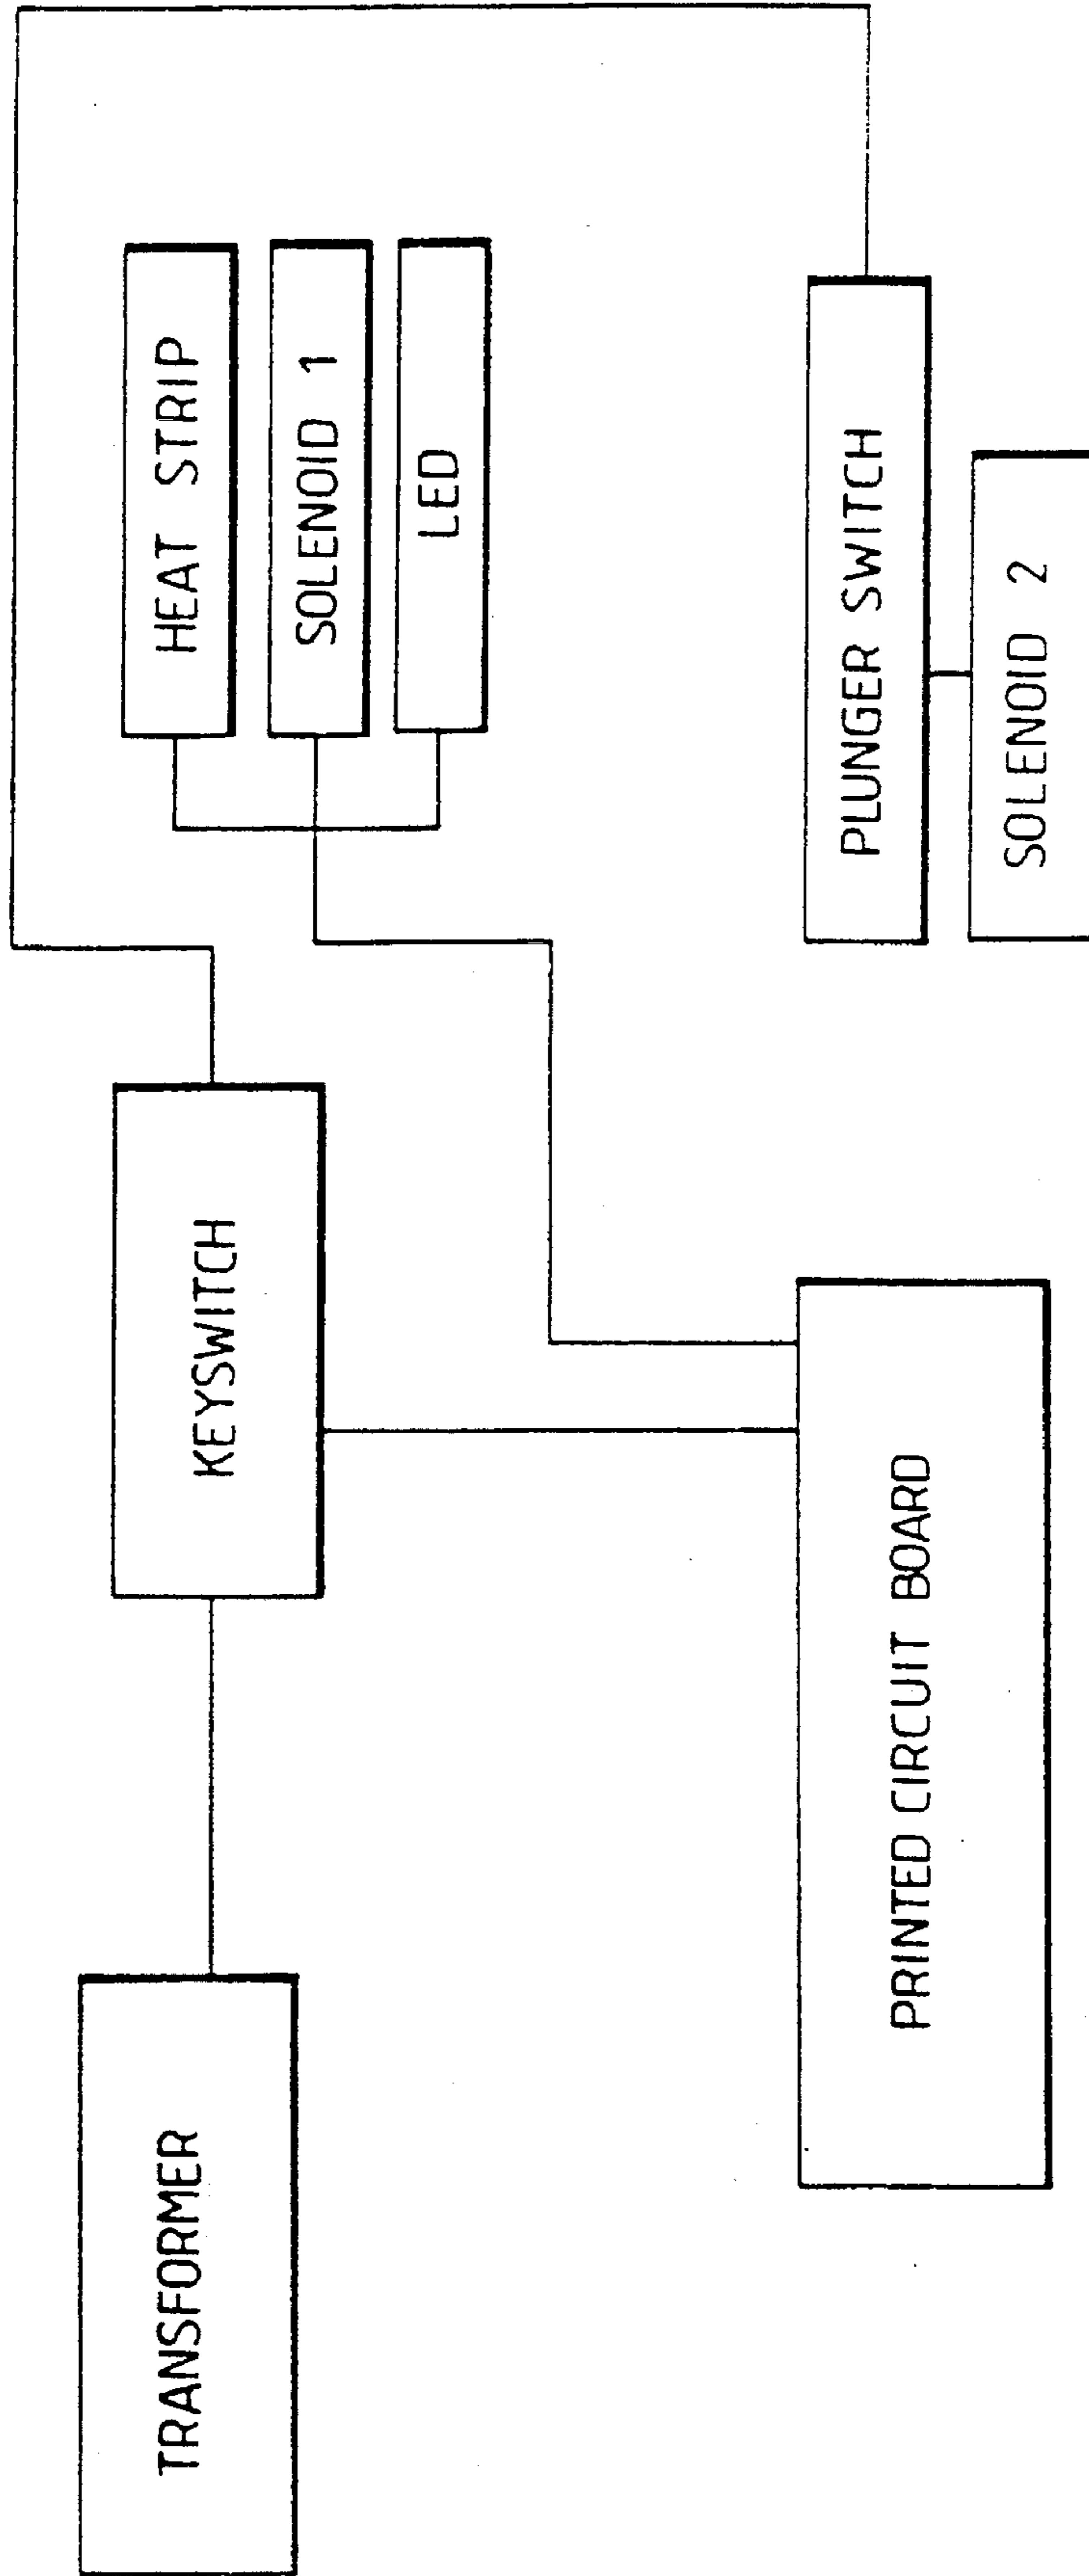 TRANSFORMER
KEYSWITCH
HEAT STRIP
SOLENOID 1
LED
PRINTED CIRCUIT BOARD
PLUNGER SWITCH
SOLENOID 2